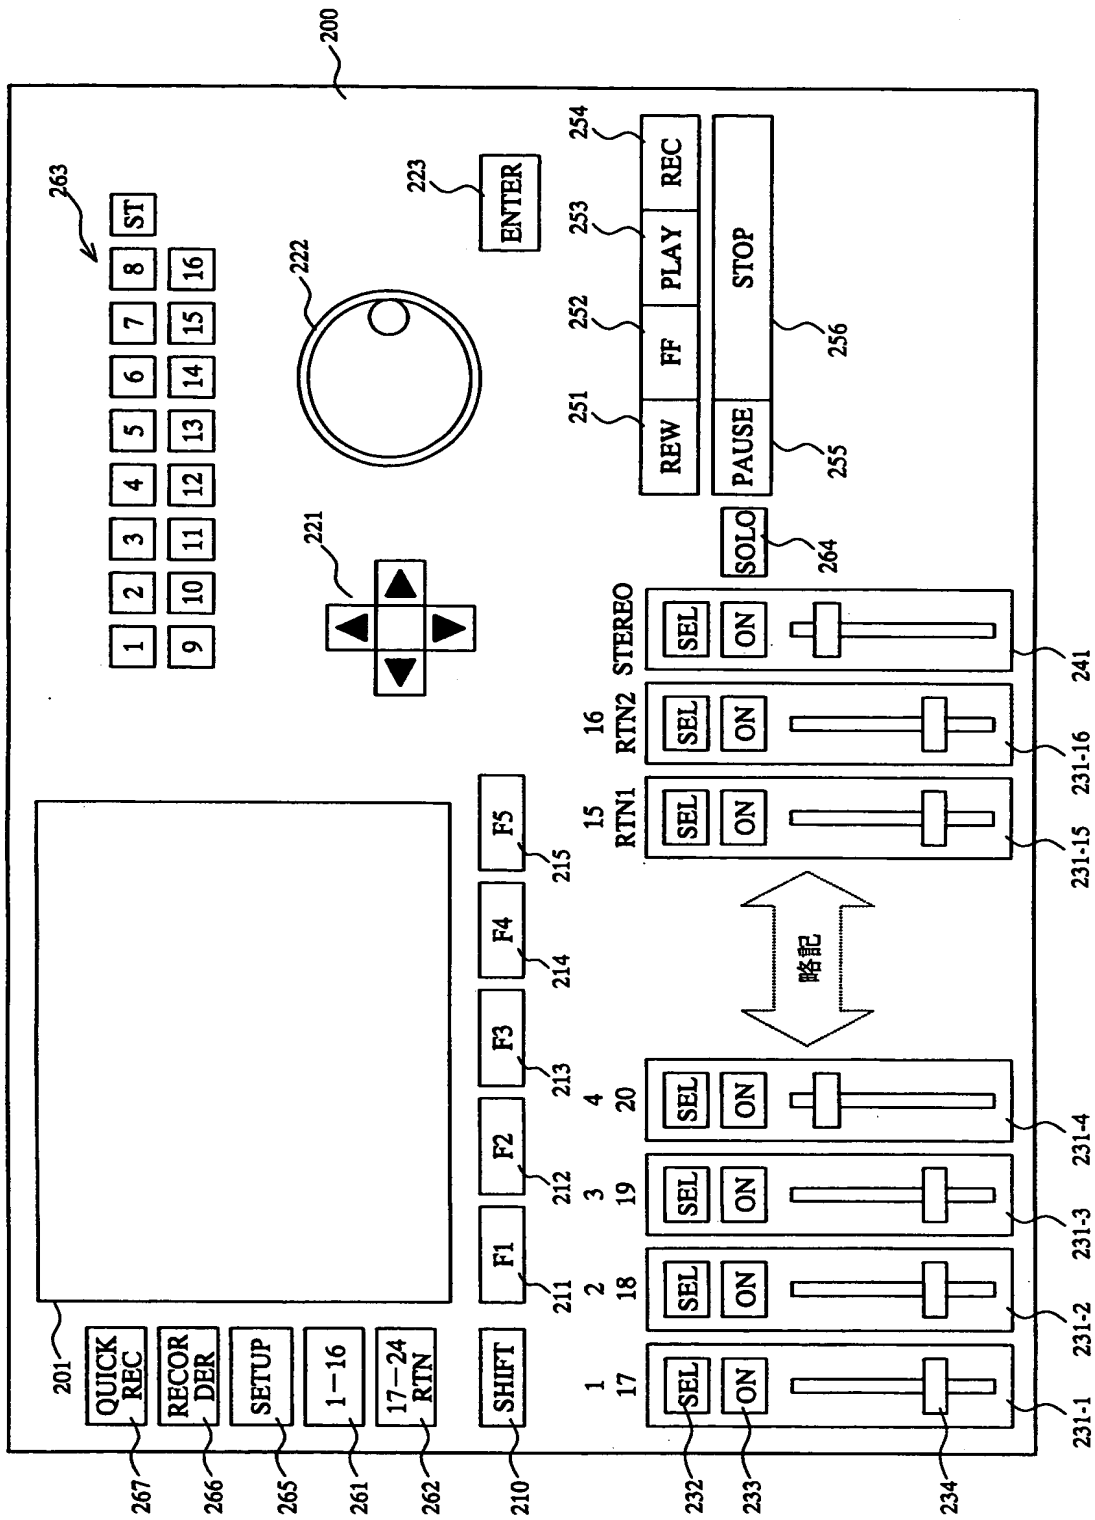 200
263
1
2
3
4
5
6
7
8
ST
9
10
11
12
13
14
15
16
201
267
QUICK
REC
266
RECOR
DER
265
SETUP
261
1－16
262
17－24
RTN
221
222
223
ENTER
210
SHIFT
F1
F2
F3
F4
F5
211
212
213
214
215
251
252
253
254
REW
FF
PLAY
REC
PAUSE
STOP
255
256
SOLO
264
1
17
2
18
3
19
4
20
15
RTN1
16
RTN2
STEREO
232
SEL
SEL
SEL
SEL
SEL
SEL
SEL
233
ON
ON
ON
ON
ON
ON
ON
略記
234
231-1
231-2
231-3
231-4
231-15
231-16
241